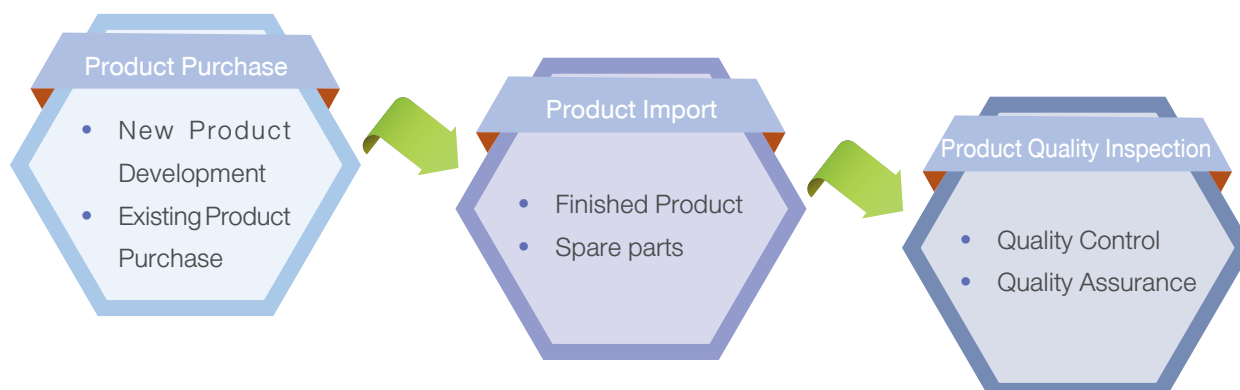 Product Purchase
• New Product
Development
• Existing Product
Purchase
Product Import
• Finished Product
• Spare parts
Product Quality Inspection
• Quality Control
• Quality Assurance